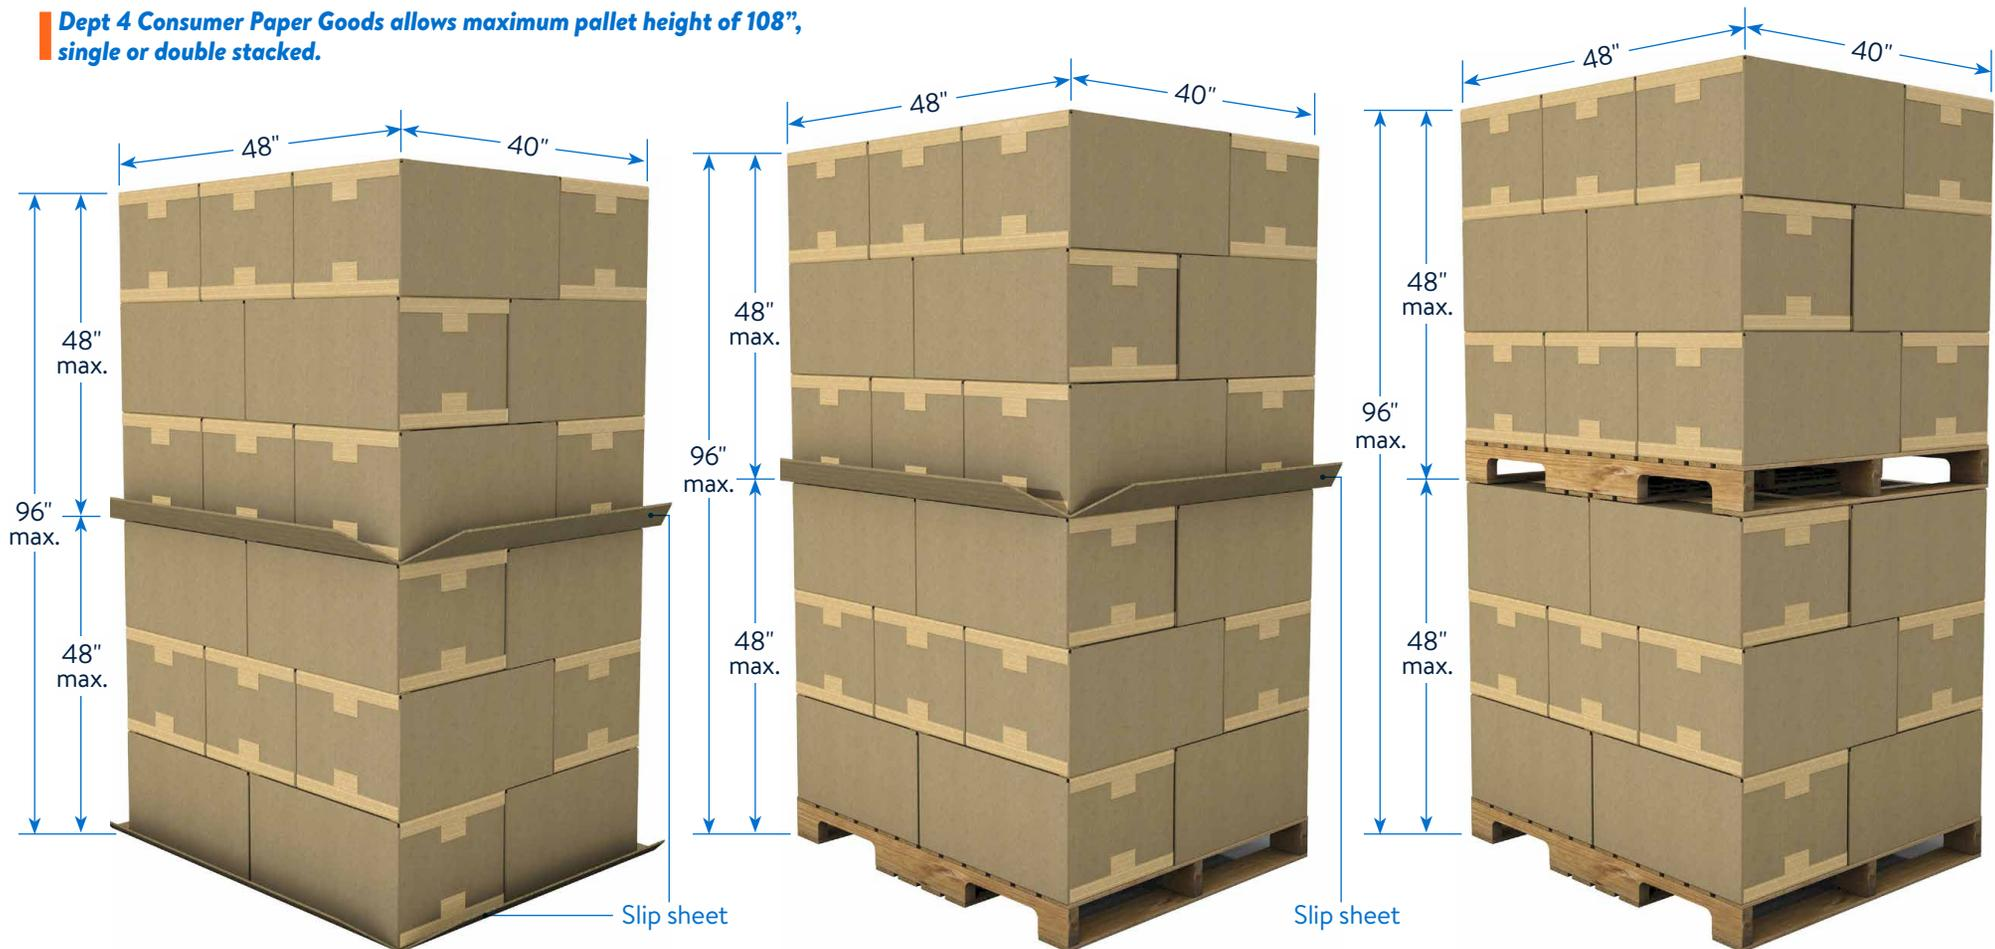 Dept 4 Consumer Paper Goods allows maximum pallet height of 108”,
single or double stacked.
48"
40"
48"
max.
96"
max.
48"
max.
Slip sheet
48"
40"
48"
max.
96"
max.
48"
max.
Slip sheet
48"
40"
48"
max.
96"
max.
48"
max.